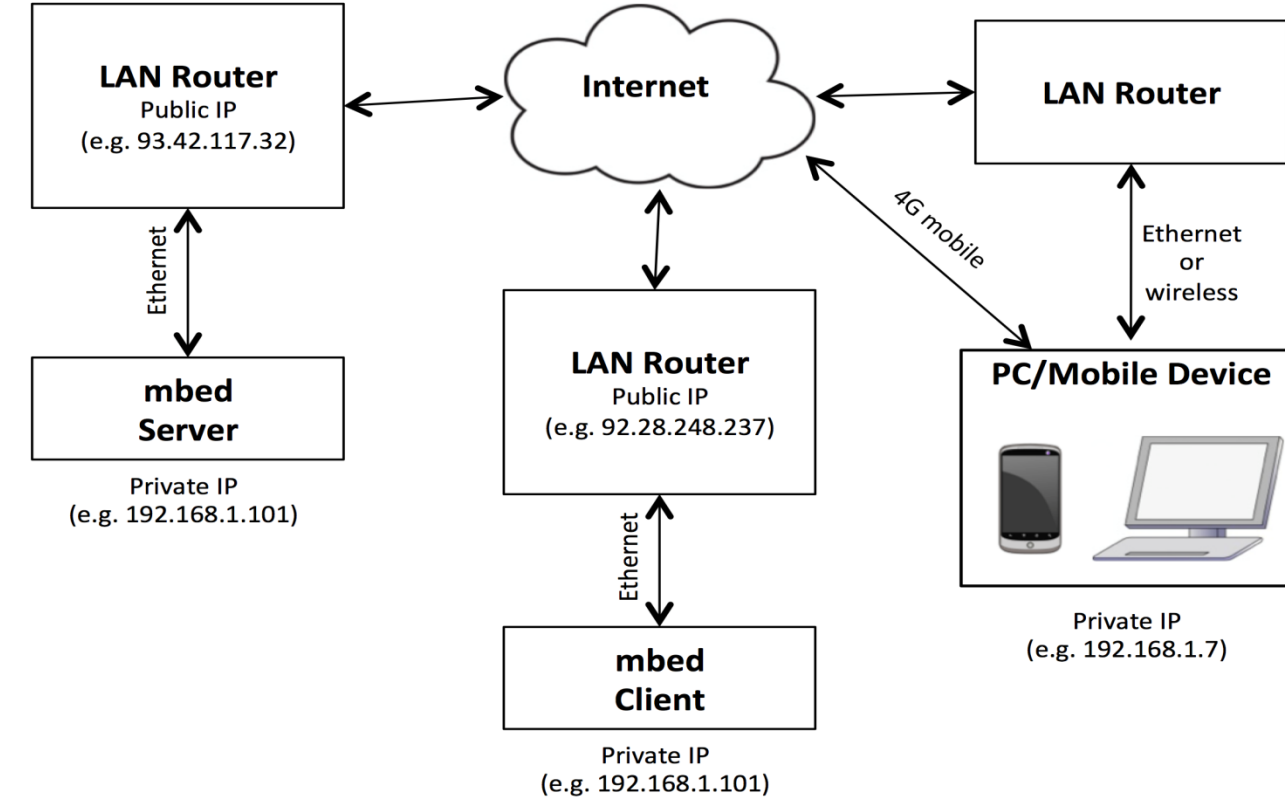 LAN Router
Public IP
(e.g. 93.42.117.32)
Internet
LAN Router
4G mobile
Ethernet
Ethernet
or
wireless
mbed
Server
Private IP
(e.g. 192.168.1.101)
LAN Router
Public IP
(e.g. 92.28.248.237)
PC/Mobile Device
Ethernet
mbed
Client
Private IP
(e.g. 192.168.1.101)
Private IP
(e.g. 192.168.1.7)